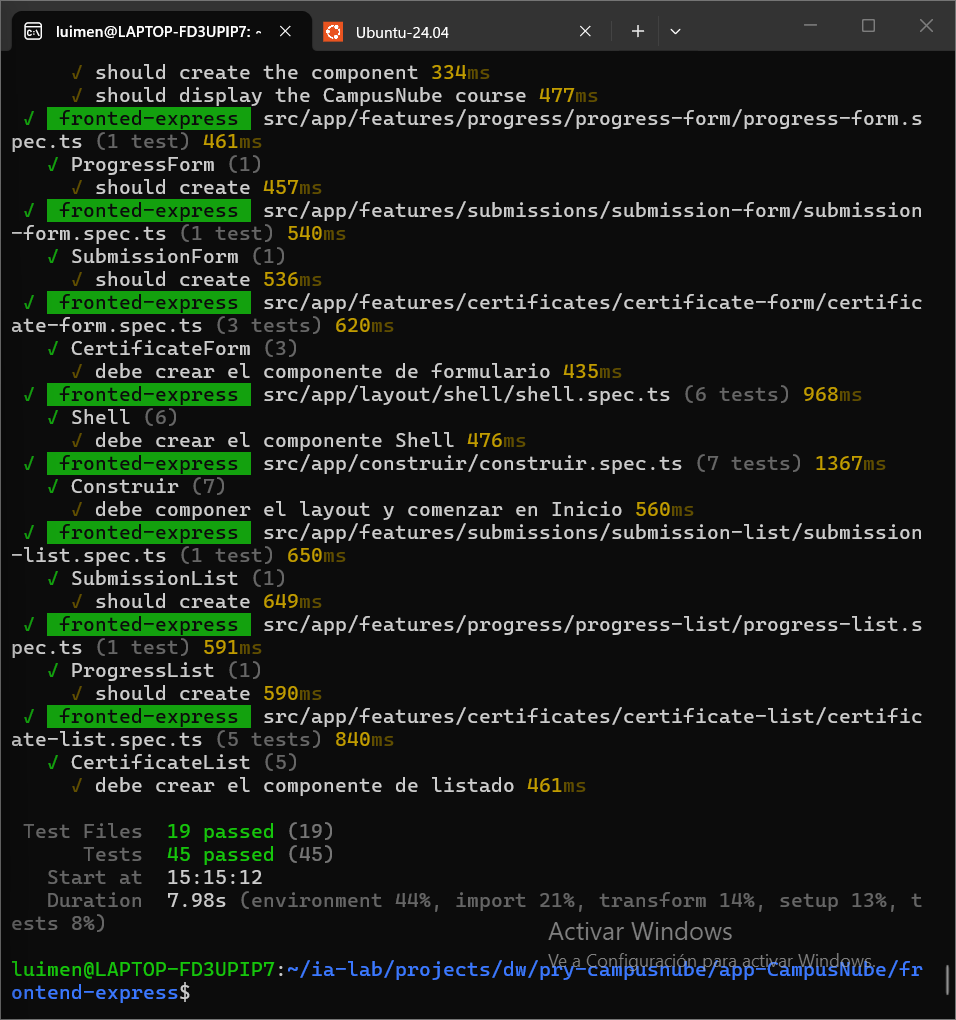 luimen@LAPTOP-FD3UPIP7: ~
Ubuntu-24.04
√ should create the component 334ms
√ should display the CampusNube course 477ms
√ fronted-express src/app/features/progress/progress-form/progress-form.s
pec.ts (1 test) 461ms
√ ProgressForm (1)
√ should create 457ms
√ fronted-express src/app/features/submissions/submission-form/submission
-form.spec.ts (1 test) 540ms
√ SubmissionForm (1)
√ should create 536ms
√ fronted-express src/app/features/certificates/certificate-form/certific
ate-form.spec.ts (3 tests) 620ms
√ CertificateForm (3)
√ debe crear el componente de formulario 435ms
√ fronted-express src/app/layout/shell/shell.spec.ts (6 tests) 968ms
√ Shell (6)
√ debe crear el componente Shell 476ms
√ fronted-express src/app/construir/construir.spec.ts (7 tests) 1367ms
√ Construir (7)
√ debe componer el layout y comenzar en Inicio 560ms
√ fronted-express src/app/features/submissions/submission-list/submission
-list.spec.ts (1 test) 650ms
√ SubmissionList (1)
√ should create 649ms
√ fronted-express src/app/features/progress/progress-list/progress-list.s
pec.ts (1 test) 591ms
√ ProgressList (1)
√ should create 590ms
√ fronted-express src/app/features/certificates/certificate-list/certific
ate-list.spec.ts (5 tests) 840ms
√ CertificateList (5)
√ debe crear el componente de listado 461ms
Test Files 19 passed (19)
Tests 45 passed (45)
Start at 15:15:12
Duration 7.98s (environment 44%, import 21%, transform 14%, setup 13%, t
ests 8%)
Activar Windows
Ve a Configuración para activar Windows.
luimen@LAPTOP-FD3UPIP7:~/ia-lab/projects/dw/pry-campusnube/app-CampusNube/fr
ontend-express$